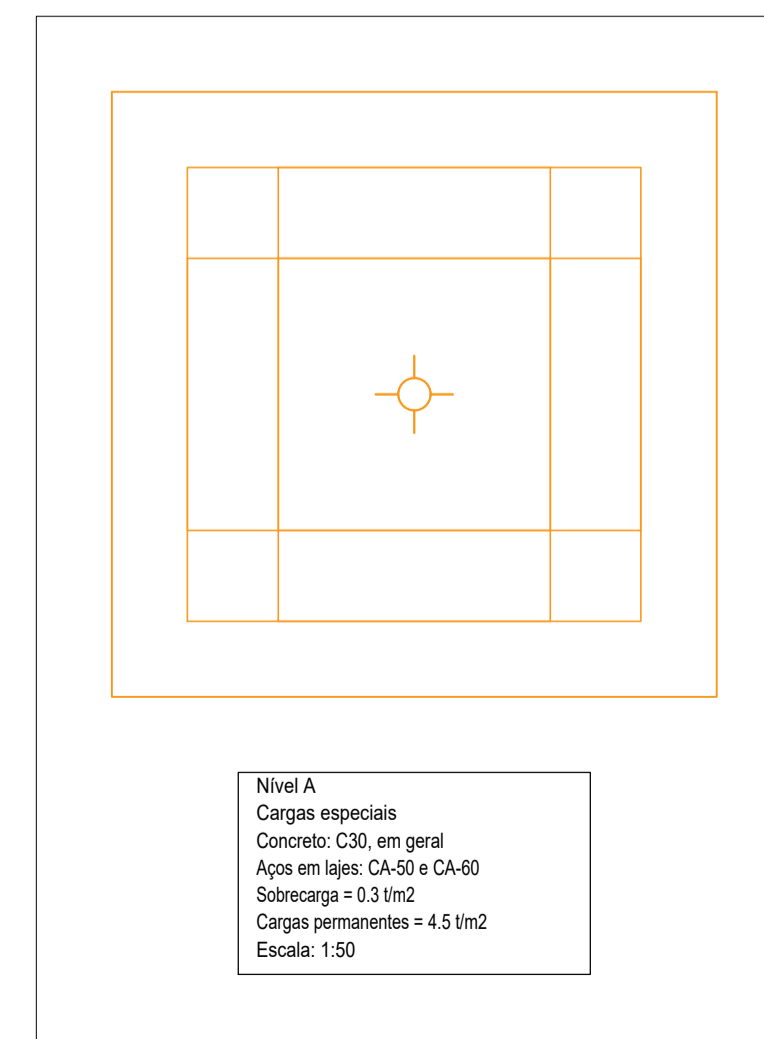 Nível A
Cargas especiais
Concreto: C30, em geral
Aços em lajes: CA-50 e CA-60
Sobrecarga = 0.3 t/m2
Cargas permanentes = 4.5 t/m2
Escala: 1:50